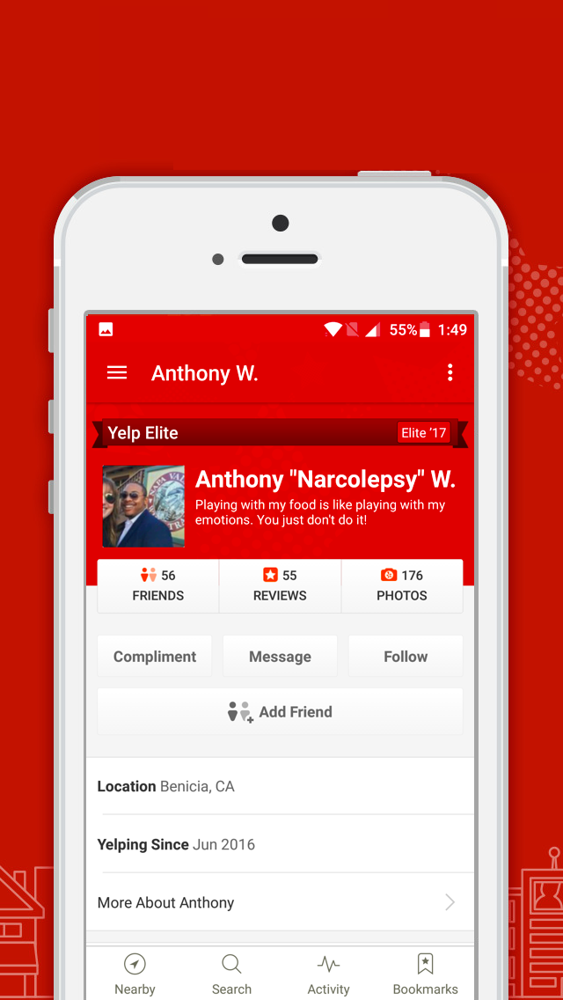 55% 1:49
Anthony W.
Yelp Elite
Elite '17
Anthony "Narcolepsy" W.
Playing with my food is like playing with my
emotions. You just don't do it!
56
FRIENDS
55
REVIEWS
176
PHOTOS
Compliment
Message
Follow
Add Friend
Location Benicia, CA
Yelping Since Jun 2016
More About Anthony
Nearby
Search
Activity
Bookmarks